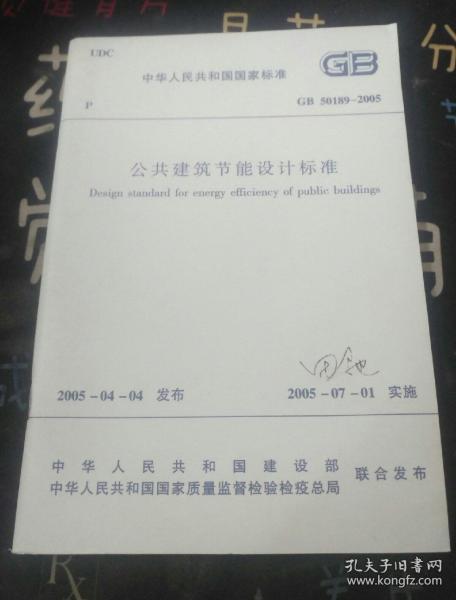 UDC
中华人民共和国国家标准
GB
P
GB 50189-2005
公共建筑节能设计标准
Design standard for energy efficiency of public buildings
2005-04-04 发布
2005-07-01 实施
中华人民共和国建设部
中华人民共和国国家质量监督检验检疫总局
联合发布
孔夫子旧书网
www.kongfz.com